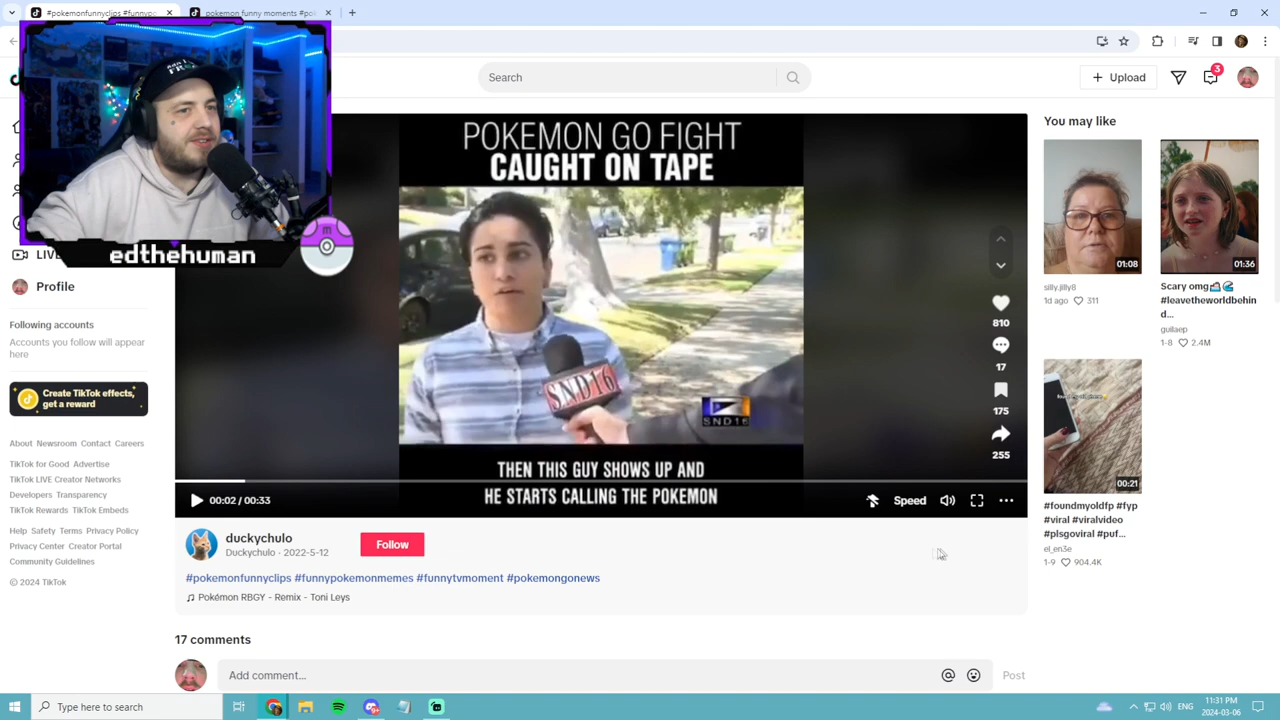 #pokemonfunnyclips #funnypo
pokemon funny moments #pok
Search
Upload
3
edthehuman
m
LIVE
Profile
Following accounts
Accounts you follow will appear
here
Create TikTok effects,
get a reward
About Newsroom Contact Careers
TikTok for Good Advertise
TikTok LIVE Creator Networks
Developers Transparency
TikTok Rewards TikTok Embeds
Help Safety Terms Privacy Policy
Privacy Center Creator Portal
Community Guidelines
© 2024 TikTok
POKEMON GO FIGHT
CAUGHT ON TAPE
SND16
SND16
THEN THIS GUY SHOWS UP AND
HE STARTS CALLING THE POKEMON
00:02 / 00:33
Speed
810
17
175
255
duckychulo
Duckychulo · 2022-5-12
Follow
#pokemonfunnyclips #funnypokemonmemes #funnytvmoment #pokemongonews
Pokémon RBGY - Remix - Toni Leys
17 comments
Add comment...
Post
You may like
01:08
silly.jilly8
1d ago 311
01:36
Scary omg
#leavetheworldbehin
d...
guilaep
1-8 2.4M
00:21
#foundmyoldfp #fyp
#viral #viralvideo
#plsgoviral #puf...
el_en3e
1-9 904.4K
Type here to search
ENG
11:31 PM
2024-03-06